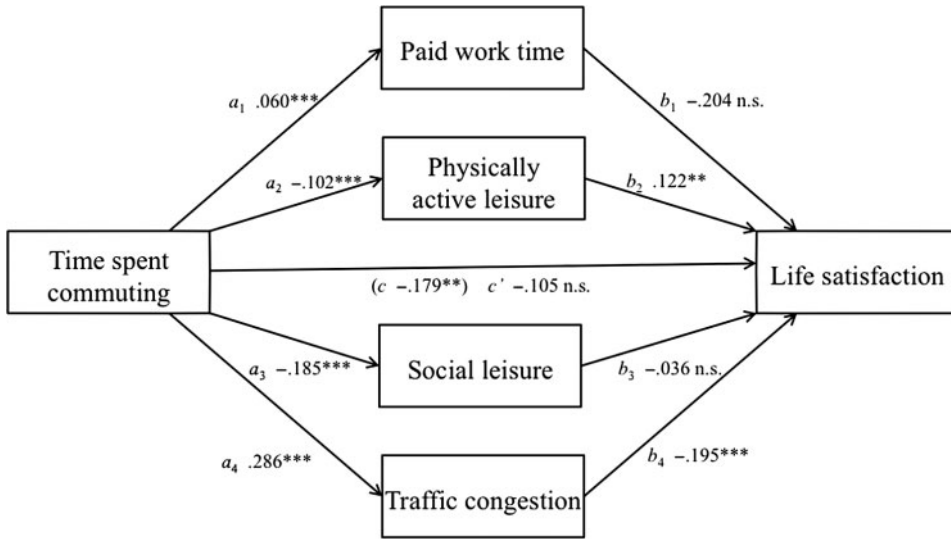 Paid work time
a₁ .060***
b₁ –.204 n.s.
Physically
active leisure
a₂ –.102***
b₂ .122**
Time spent
commuting
(c –.179**) c' –.105 n.s.
Life satisfaction
Social leisure
a₃ –.185***
b₃ –.036 n.s.
a₄ .286***
b₄ –.195***
Traffic congestion